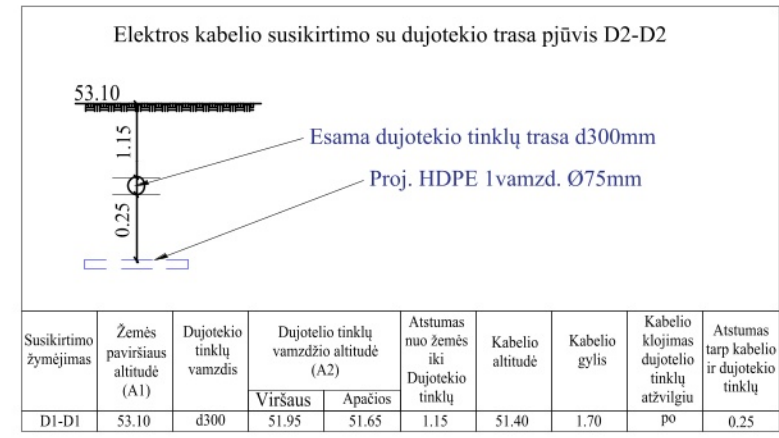 Elektros kabelio susikirtimo su dujotekio trasa pjūvis D2-D2
53.10
1.15
Esama dujotekio tinklų trasa d300mm
Proj. HDPE 1vamzd. Ø75mm
0.25
Susikirtimo
žymėjimas
Žemės
paviršiaus
altitudė
(A1)
Dujotekio
tinklų
vamzdis
Dujotelio tinklų
vamzdžio altitudė
(A2)
Viršaus
Apačios
Atstumas
nuo žemės
iki
Dujotekio
tinklų
Kabelio
altitudė
Kabelio
gylis
Kabelio
klojimas
dujotelio
tinklų
atžvilgiu
Atstumas
tarp kabelio
ir dujotekio
tinklų
D1-D1 53.10 d300 51.95 51.65 1.15 51.40 1.70 po 0.25